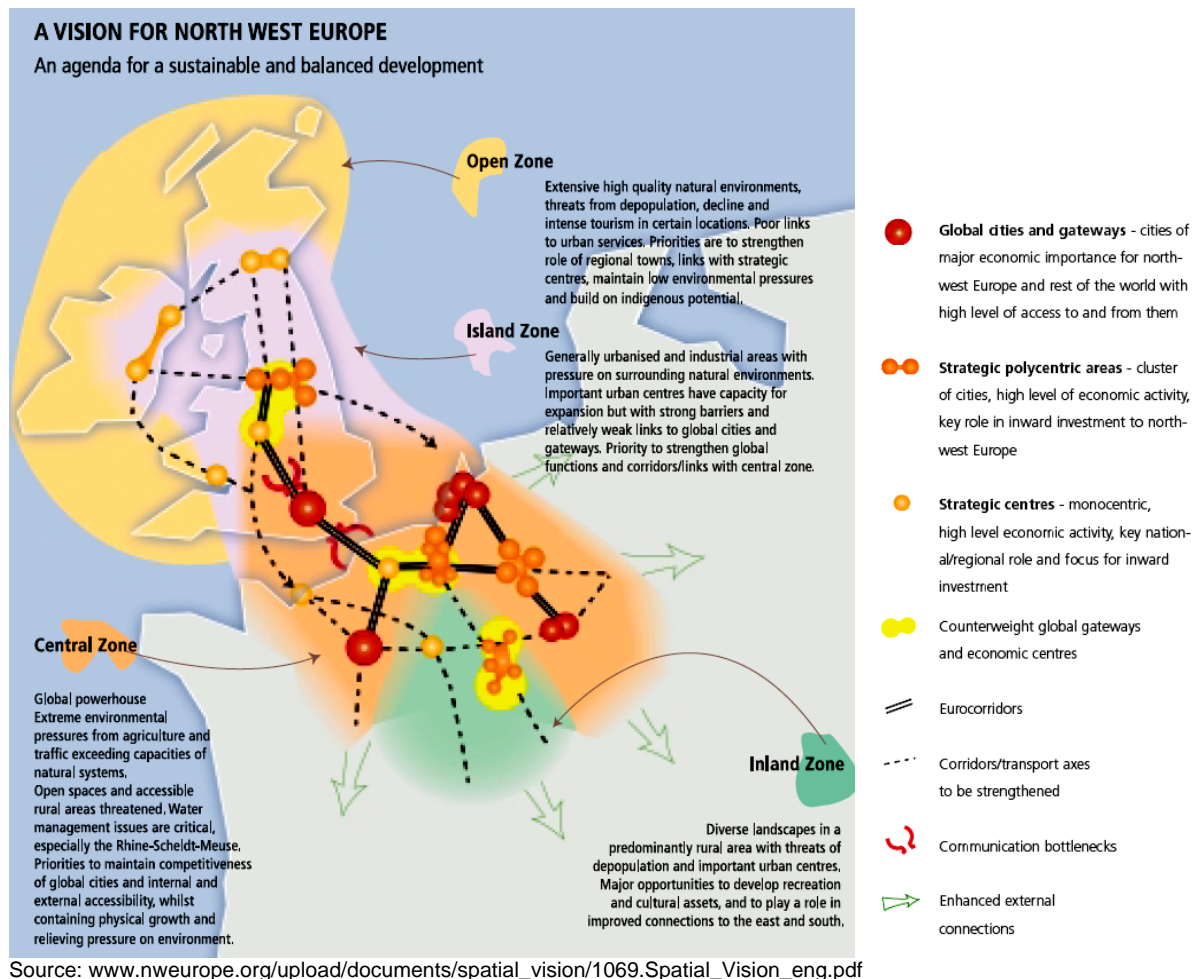 A VISION FOR NORTH WEST EUROPE
An agenda for a sustainable and balanced development
Open Zone
Extensive high quality natural environments,
threats from depopulation, decline and
intense tourism in certain locations. Poor links
to urban services. Priorities are to strengthen
role of regional towns, links with strategic
centres, maintain low environmental pressures
and build on indigenous potential.
Island Zone
Generally urbanised and industrial areas with
pressure on surrounding natural environments.
Important urban centres have capacity for
expansion but with strong barriers and
relatively weak links to global cities and
gateways. Priority to strengthen global
functions and corridors/links with central zone.
Central Zone
Global powerhouse
Extreme environmental
pressures from agriculture and
traffic exceeding capacities of
natural systems.
Open spaces and accessible
rural areas threatened. Water
management issues are critical,
especially the Rhine-Scheldt-Meuse.
Priorities to maintain competitiveness
of global cities and internal and
external accessibility, whilst
containing physical growth and
relieving pressure on environment.
Inland Zone
Diverse landscapes in a
predominantly rural area with threats of
depopulation and important urban centres.
Major opportunities to develop recreation
and cultural assets, and to play a role in
improved connections to the east and south.
Global cities and gateways - cities of
major economic importance for north-
west Europe and rest of the world with
high level of access to and from them
Strategic polycentric areas - cluster
of cities, high level of economic activity,
key role in inward investment to north-
west Europe
Strategic centres - monocentric,
high level economic activity, key nation-
al/regional role and focus for inward
investment
Counterweight global gateways
and economic centres
Eurocorridors
Corridors/transport axes
to be strengthened
Communication bottlenecks
Enhanced external
connections
Source: www.nweurope.org/upload/documents/spatial_vision/1069.Spatial_Vision_eng.pdf